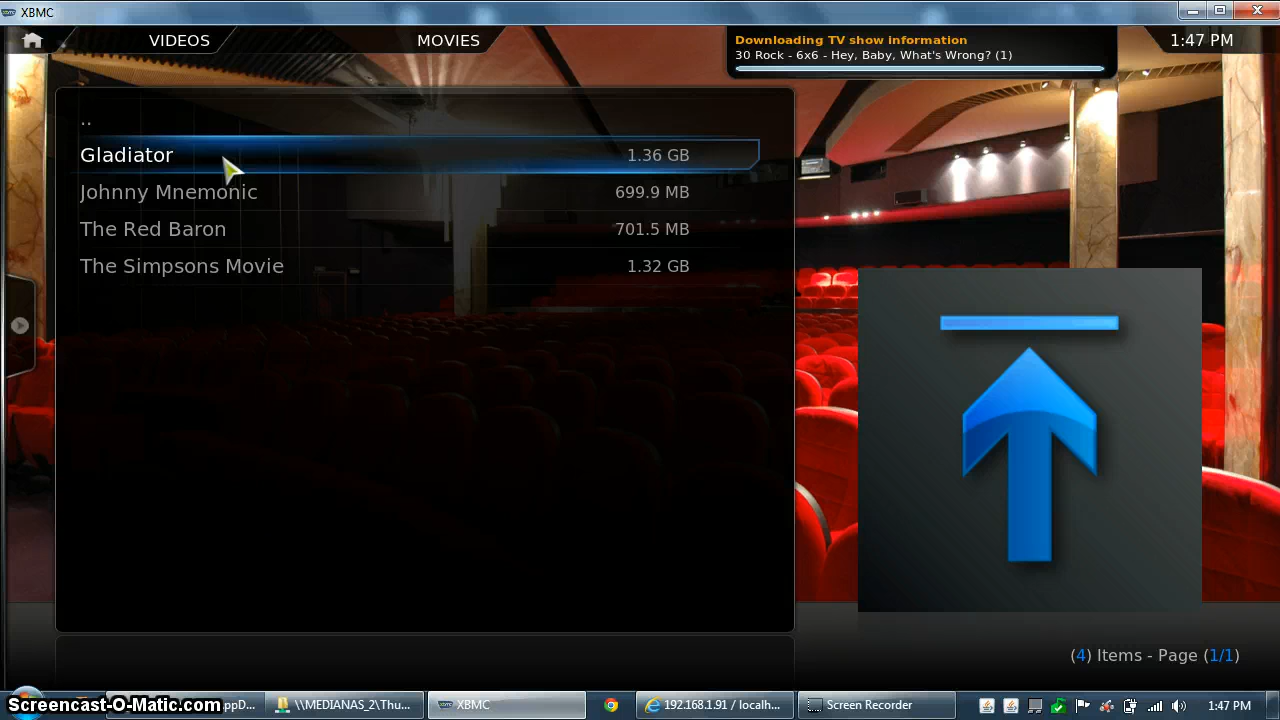 XBMC
VIDEOS
MOVIES
Downloading TV show information
30 Rock - 6x6 - Hey, Baby, What's Wrong? (1)
1:47 PM
..
Gladiator 1.36 GB
Johnny Mnemonic 699.9 MB
The Red Baron 701.5 MB
The Simpsons Movie 1.32 GB
(4) Items - Page (1/1)
Screencast-O-Matic.com
\\MEDIANAS_2\Thu...
XBMC
192.168.1.91 / localh...
Screen Recorder
1:47 PM